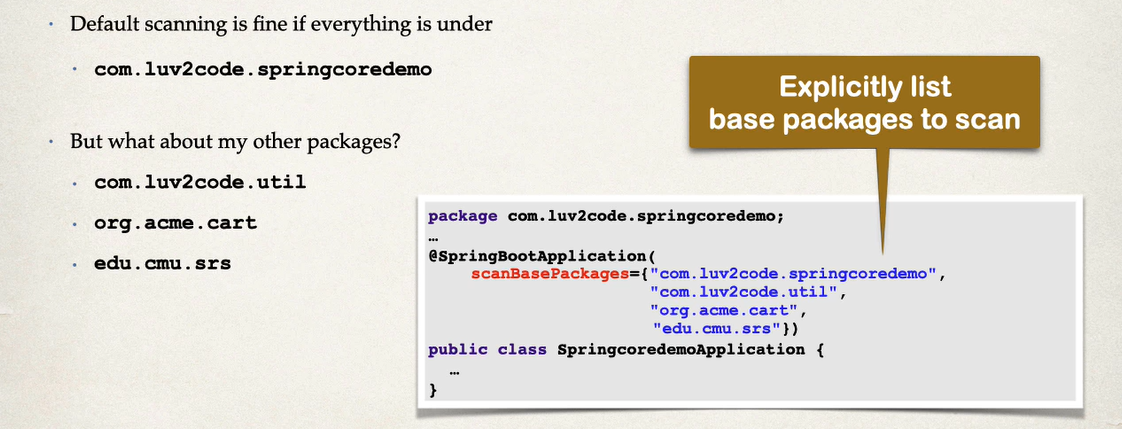 • Default scanning is fine if everything is under
• com.luv2code.springcoredemo
• But what about my other packages?
• com.luv2code.util
• org.acme.cart
• edu.cmu.srs
Explicitly list
base packages to scan
package com.luv2code.springcoredemo;
…
@SpringBootApplication(
scanBasePackages={"com.luv2code.springcoredemo",
"com.luv2code.util",
"org.acme.cart",
"edu.cmu.srs"})
public class SpringcoredemoApplication {
…
}